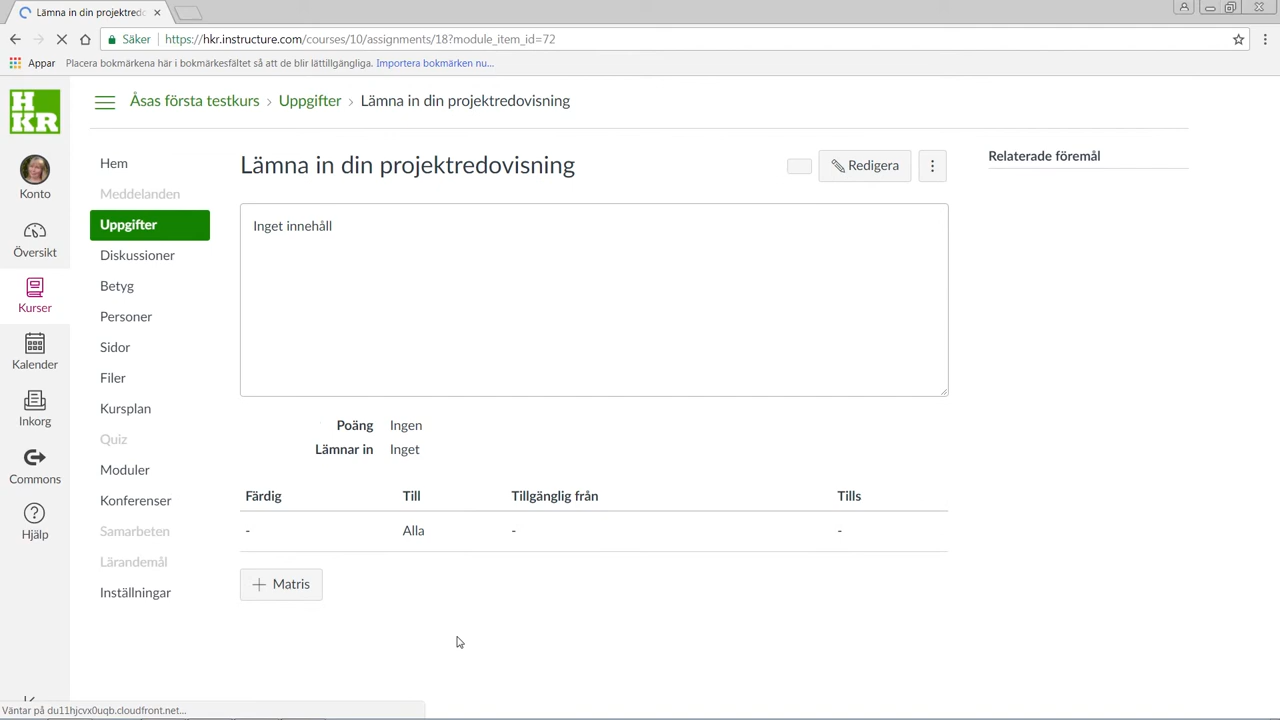 Lämna in din projektredo
Säker
https://hkr.instructure.com/courses/10/assignments/18?module_item_id=72
Appar
Placera bokmärkena här i bokmärkesfältet så att de blir lättillgängliga.
Importera bokmärken nu...
HKR
Konto
Översikt
Kurser
Kalender
Inkorg
Commons
Hjälp
Åsas första testkurs › Uppgifter › Lämna in din projektredovisning
Hem
Meddelanden
Uppgifter
Diskussioner
Betyg
Personer
Sidor
Filer
Kursplan
Quiz
Moduler
Konferenser
Samarbeten
Lärandemål
Inställningar
Lämna in din projektredovisning
Redigera
Inget innehåll
Poäng Ingen
Lämnar in Inget
Färdig Till Tillgänglig från Tills
- Alla - -
+ Matris
Relaterade föremål
Väntar på du11hjcvx0uqb.cloudfront.net...